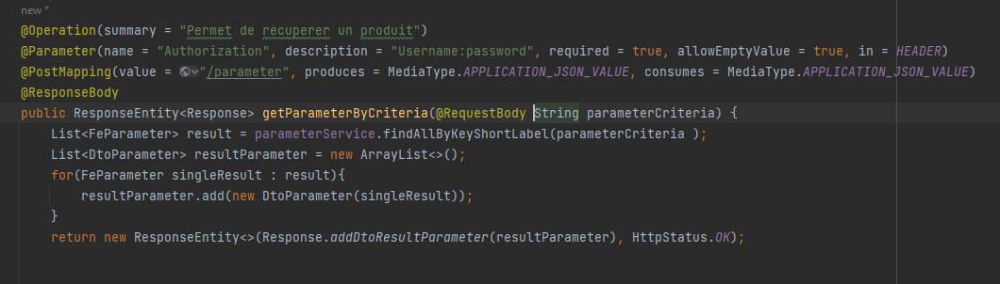 new *
@Operation(summary = "Permet de recuperer un produit")
@Parameter(name = "Authorization", description = "Username:password", required = true, allowEmptyValue = true, in = HEADER)
@PostMapping(value = "/parameter", produces = MediaType.APPLICATION_JSON_VALUE, consumes = MediaType.APPLICATION_JSON_VALUE)
@ResponseBody
public ResponseEntity<Response> getParameterByCriteria(@RequestBody String parameterCriteria) {
    List<FeParameter> result = parameterService.findAllByKeyShortLabel(parameterCriteria );
    List<DtoParameter> resultParameter = new ArrayList<>();
    for(FeParameter singleResult : result){
        resultParameter.add(new DtoParameter(singleResult));
    }
    return new ResponseEntity<>(Response.addDtoResultParameter(resultParameter), HttpStatus.OK);